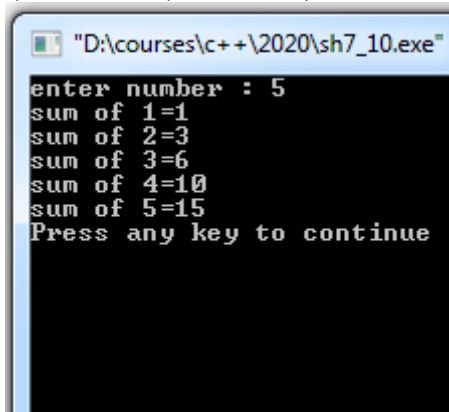 "D:\courses\c++\2020\sh7_10.exe"
enter number : 5
sum of 1=1
sum of 2=3
sum of 3=6
sum of 4=10
sum of 5=15
Press any key to continue